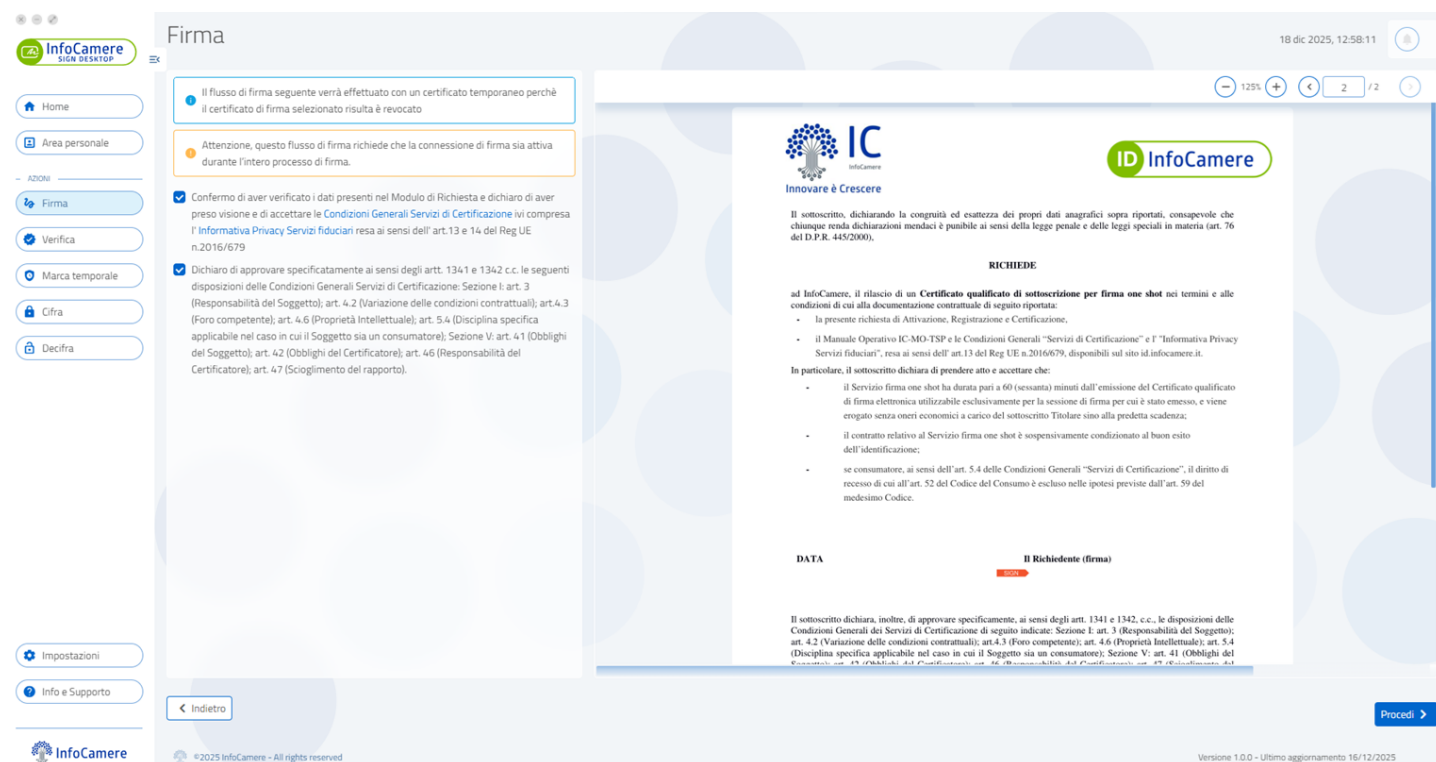 InfoCamere
SIGN DESKTOP
Home
Area personale
AZIONI
Firma
Verifica
Marca temporale
Cifra
Decifra
Impostazioni
Info e Supporto
InfoCamere
Firma
18 dic 2025, 12:58:11
Il flusso di firma seguente verrà effettuato con un certificato temporaneo perchè
il certificato di firma selezionato risulta è revocato
Attenzione, questo flusso di firma richiede che la connessione di firma sia attiva
durante l'intero processo di firma.
Confermo di aver verificato i dati presenti nel Modulo di Richiesta e dichiaro di aver
preso visione e di accettare le Condizioni Generali Servizi di Certificazione ivi compresa
l' Informativa Privacy Servizi fiduciari resa ai sensi dell' art.13 e 14 del Reg UE
n.2016/679
Dichiaro di approvare specificatamente ai sensi degli artt. 1341 e 1342 c.c. le seguenti
disposizioni delle Condizioni Generali Servizi di Certificazione: Sezione I: art. 3
(Responsabilità del Soggetto); art. 4.2 (Variazione delle condizioni contrattuali); art.4.3
(Foro competente); art. 4.6 (Proprietà Intellettuale); art. 5.4 (Disciplina specifica
applicabile nel caso in cui il Soggetto sia un consumatore); Sezione V: art. 41 (Obblighi
del Soggetto); art. 42 (Obblighi del Certificatore); art. 46 (Responsabilità del
Certificatore); art. 47 (Scioglimento del rapporto).
125%
2
/ 2
IC
InfoCamere
Innovare è Crescere
ID InfoCamere
Il sottoscritto, dichiarando la congruità ed esattezza dei propri dati anagrafici sopra riportati, consapevole che
chiunque renda dichiarazioni mendaci è punibile ai sensi della legge penale e delle leggi speciali in materia (art. 76
del D.P.R. 445/2000),
RICHIEDE
ad InfoCamere, il rilascio di un Certificato qualificato di sottoscrizione per firma one shot nei termini e alle
condizioni di cui alla documentazione contrattuale di seguito riportata:
- la presente richiesta di Attivazione, Registrazione e Certificazione,
- il Manuale Operativo IC-MO-TSP e le Condizioni Generali “Servizi di Certificazione” e l' "Informativa Privacy
Servizi fiduciari", resa ai sensi dell' art.13 del Reg UE n.2016/679, disponibili sul sito id.infocamere.it.
In particolare, il sottoscritto dichiara di prendere atto e accettare che:
- il Servizio firma one shot ha durata pari a 60 (sessanta) minuti dall’emissione del Certificato qualificato
di firma elettronica utilizzabile esclusivamente per la sessione di firma per cui è stato emesso, e viene
erogato senza oneri economici a carico del sottoscritto Titolare sino alla predetta scadenza;
- il contratto relativo al Servizio firma one shot è sospensivamente condizionato al buon esito
dell’identificazione;
- se consumatore, ai sensi dell’art. 5.4 delle Condizioni Generali “Servizi di Certificazione”, il diritto di
recesso di cui all’art. 52 del Codice del Consumo è escluso nelle ipotesi previste dall’art. 59 del
medesimo Codice.
DATA
Il Richiedente (firma)
SIGN
Il sottoscritto dichiara, inoltre, di approvare specificamente, ai sensi degli artt. 1341 e 1342, c.c., le disposizioni delle
Condizioni Generali dei Servizi di Certificazione di seguito indicate: Sezione I: art. 3 (Responsabilità del Soggetto);
art. 4.2 (Variazione delle condizioni contrattuali); art.4.3 (Foro competente); art. 4.6 (Proprietà Intellettuale); art. 5.4
(Disciplina specifica applicabile nel caso in cui il Soggetto sia un consumatore); Sezione V: art. 41 (Obblighi del
Soggetto); art. 42 (Obblighi del Certificatore); art. 46 (Responsabilità del Certificatore); art. 47 (Scioglimento del
Indietro
Procedi
©2025 InfoCamere - All rights reserved
Versione 1.0.0 - Ultimo aggiornamento 16/12/2025